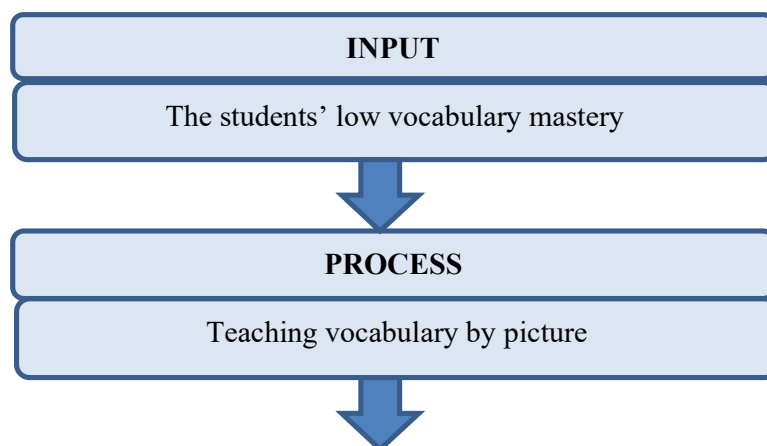 INPUT
The students’ low vocabulary mastery
PROCESS
Teaching vocabulary by picture